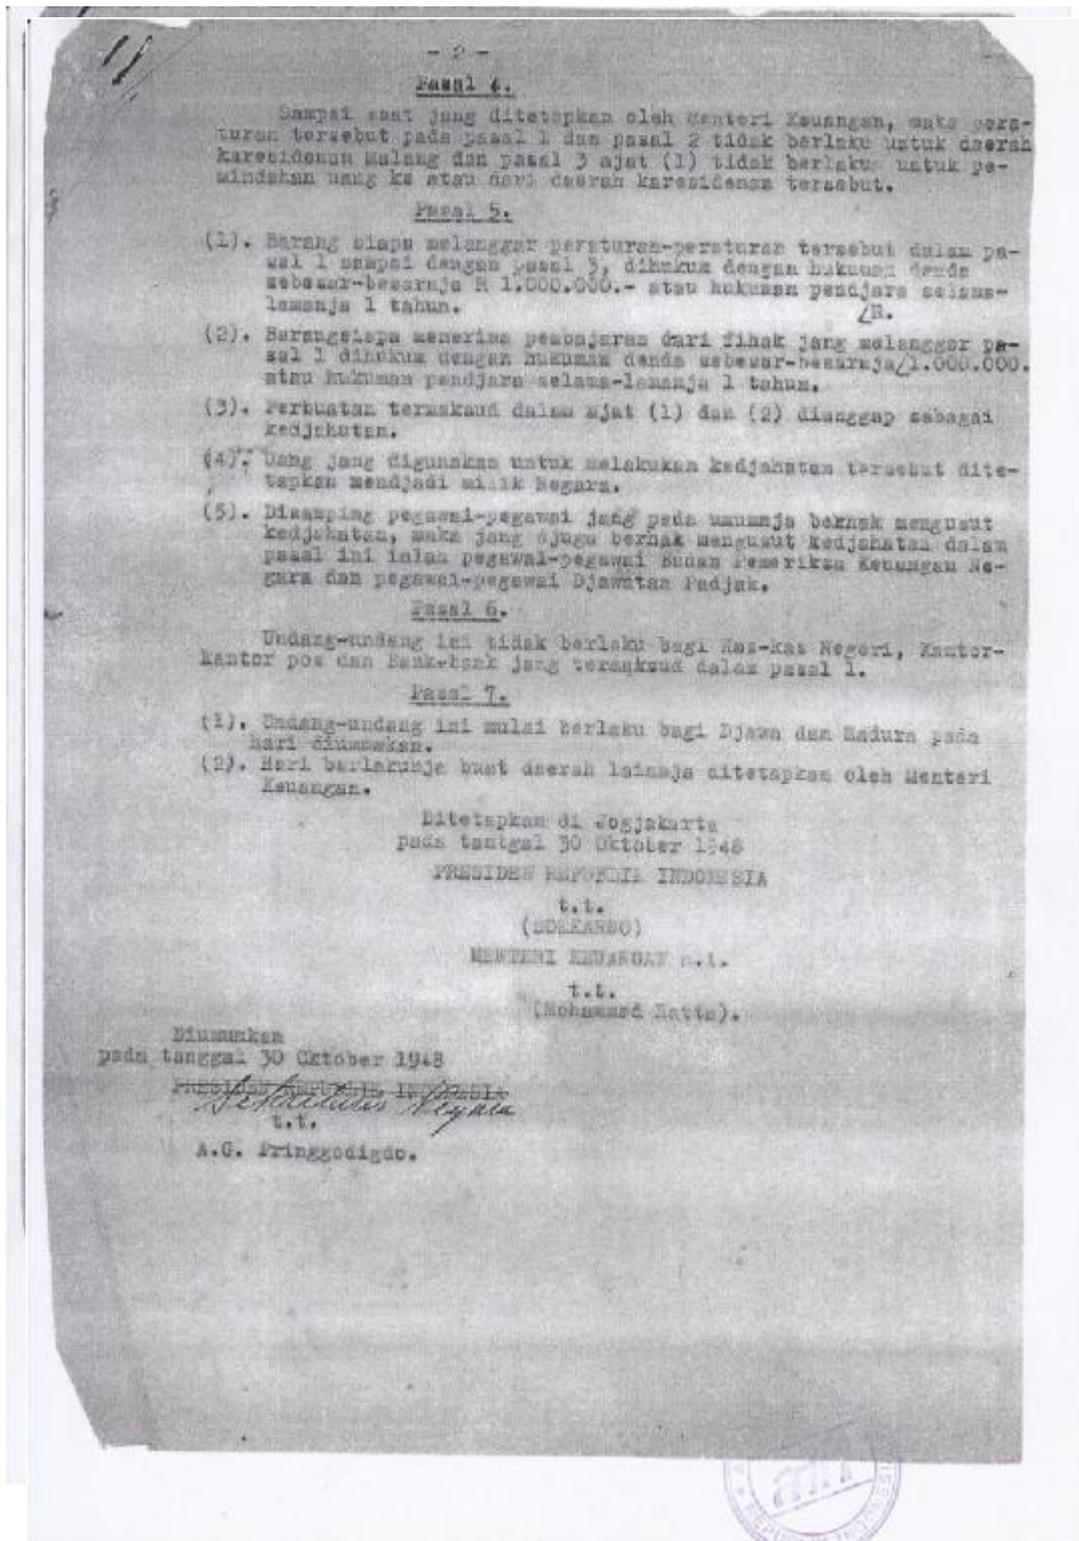 - 2 -
Pasal 4.
Sampai saat jang ditetapkan oleh Menteri Keuangan, maka pera-
turan tersebut pada pasal 1 dan pasal 2 tidak berlaku untuk daerah
karesidenan Malang dan pasal 3 ajat (1) tidak berlaku untuk pe-
mindahan uang ke atau dari daerah karesidenan tersebut.
Pasal 5.
(1). Barang siapa melanggar peraturan-peraturan tersebut dalam pa-
sal 1 sampai dengan pasal 3, dihukum dengan hukuman denda
sebesar-besarnja R 1.000.000.- atau hukuman pendjara selama-
lamanja 1 tahun.
/R.
(2). Barangsiapa menerima pembajaran dari fihak jang melanggar pa-
sal 1 dihukum dengan hukuman denda sebesar-besarnja/1.000.000.
atau hukuman pendjara selama-lamanja 1 tahun.
(3). Perbuatan termaksud dalam ajat (1) dan (2) dianggap sebagai
kedjahatan.
(4). Uang jang digunakan untuk melakukan kedjahatan tersebut dite-
tapkan mendjadi milik Negara.
(5). Disamping pegawai-pegawai jang pada umumnja berhak mengusut
kedjahatan, maka jang djuga berhak mengusut kedjahatan dalam
pasal ini ialah pegawai-pegawai Badan Pemeriksa Keuangan Ne-
gara dan pegawai-pegawai Djawatan Padjak.
Pasal 6.
Undang-undang ini tidak berlaku bagi Kas-kas Negeri, Kantor-
kantor pos dan Bank-bank jang termaksud dalam pasal 1.
Pasal 7.
(1). Undang-undang ini mulai berlaku bagi Djawa dan Madura pada
hari diumumkan.
(2). Hari berlakunja buat daerah lainnja ditetapkan oleh Menteri
Keuangan.
Ditetapkan di Jogjakarta
pada tanggal 30 Oktober 1948
PRESIDEN REPUBLIK INDONESIA
t.t.
(SOEKARNO)
MENTERI KEUANGAN a.i.
t.t.
(Mohammad Hatta).
Diumumkan
pada tanggal 30 Oktober 1948
PRESIDEN REPUBLIK INDONESIA
Sekretaris Negara
t.t.
A.G. Pringgodigdo.